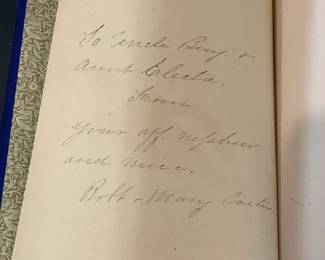 To Uncle Benj. &
Aunt Electa.
From
Your aff. nephew
and niece.
Robt & Mary